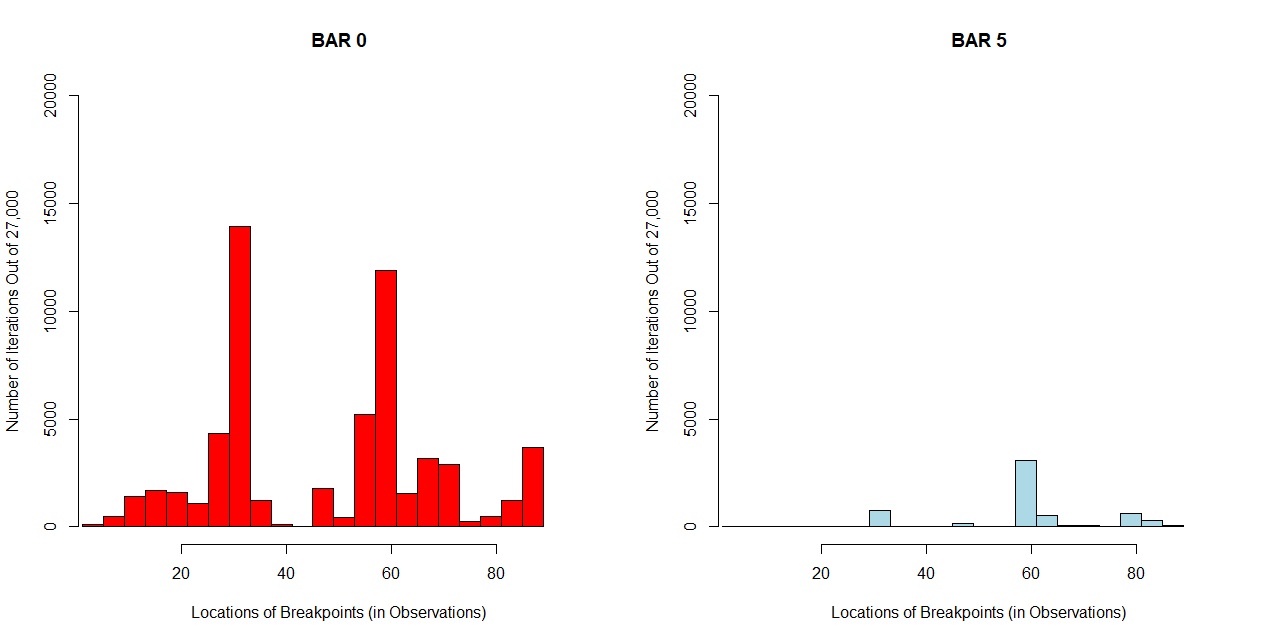 BAR 0
Number of Iterations Out of 27,000
20000
15000
10000
5000
0
20 40 60 80
Locations of Breakpoints (in Observations)
BAR 5
Number of Iterations Out of 27,000
20000
15000
10000
5000
0
20 40 60 80
Locations of Breakpoints (in Observations)